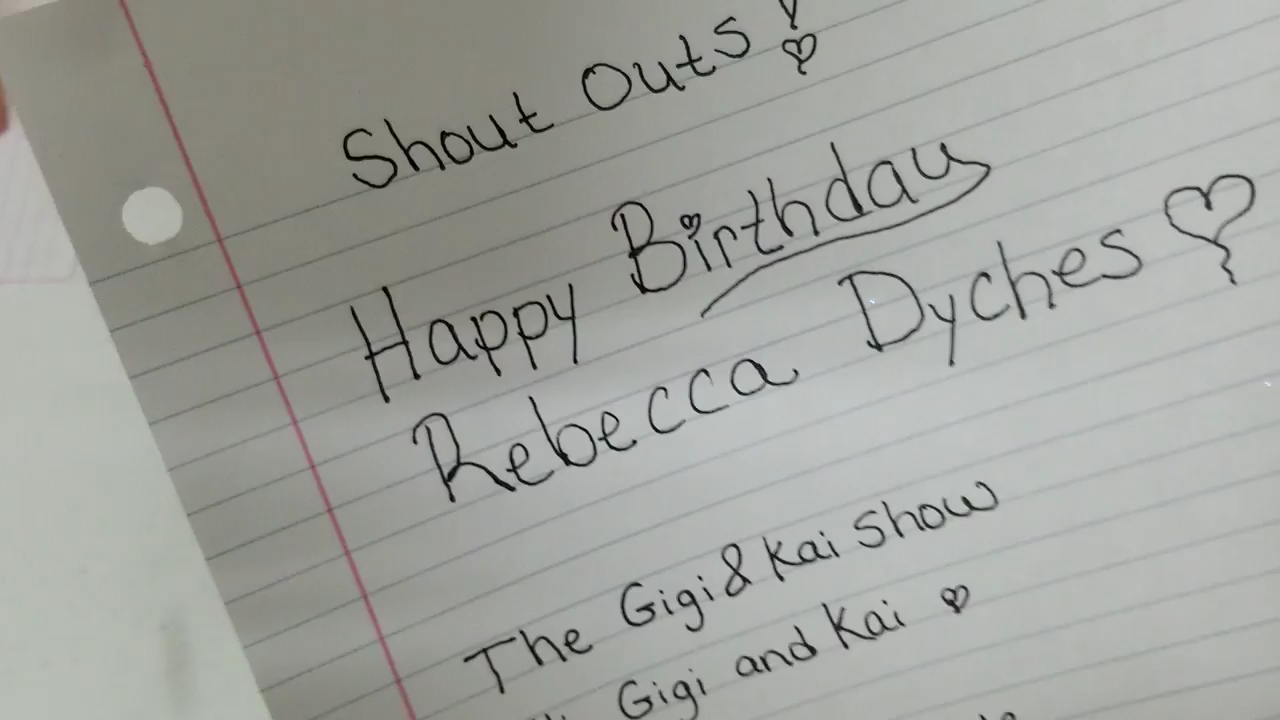 Shout Outs!
Happy Birthday
Rebecca Dyches
The Gigi & Kai Show
Gigi and Kai